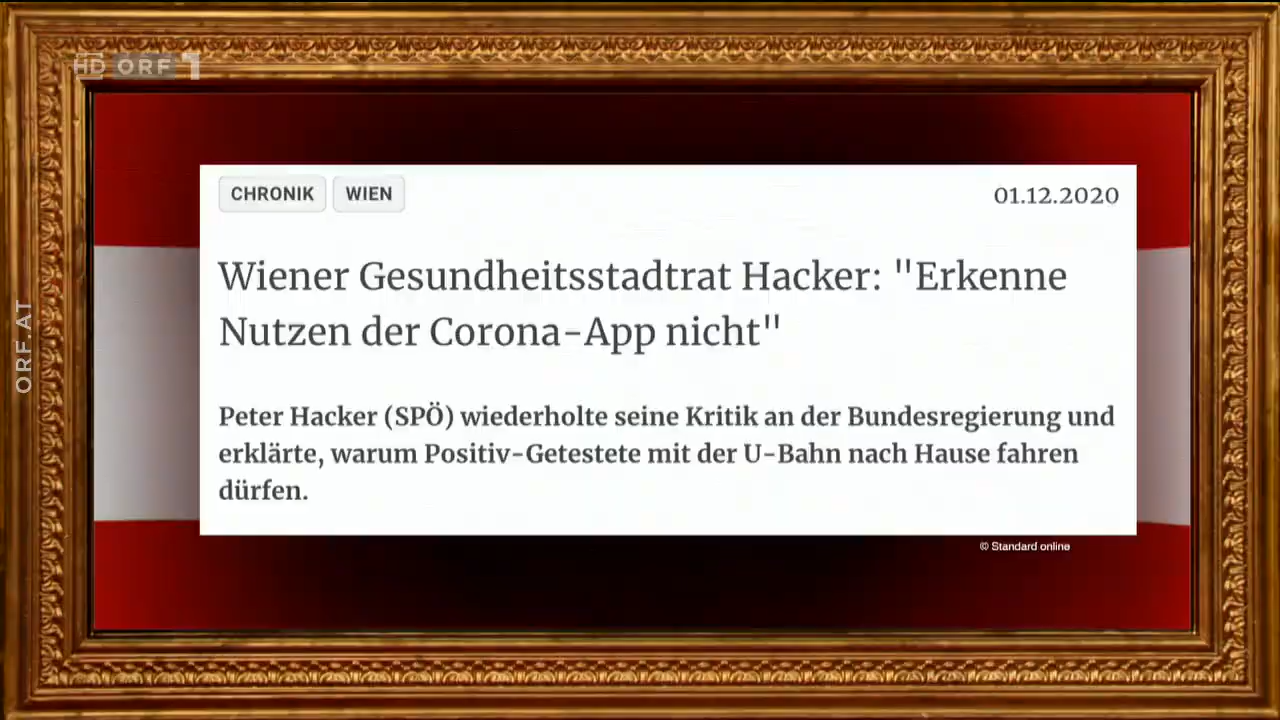 HD ORF 1
CHRONIK WIEN 01.12.2020
Wiener Gesundheitsstadtrat Hacker: "Erkenne
Nutzen der Corona-App nicht"
Peter Hacker (SPÖ) wiederholte seine Kritik an der Bundesregierung und
erklärte, warum Positiv-Getestete mit der U-Bahn nach Hause fahren
dürfen.
© Standard online
ORF.AT